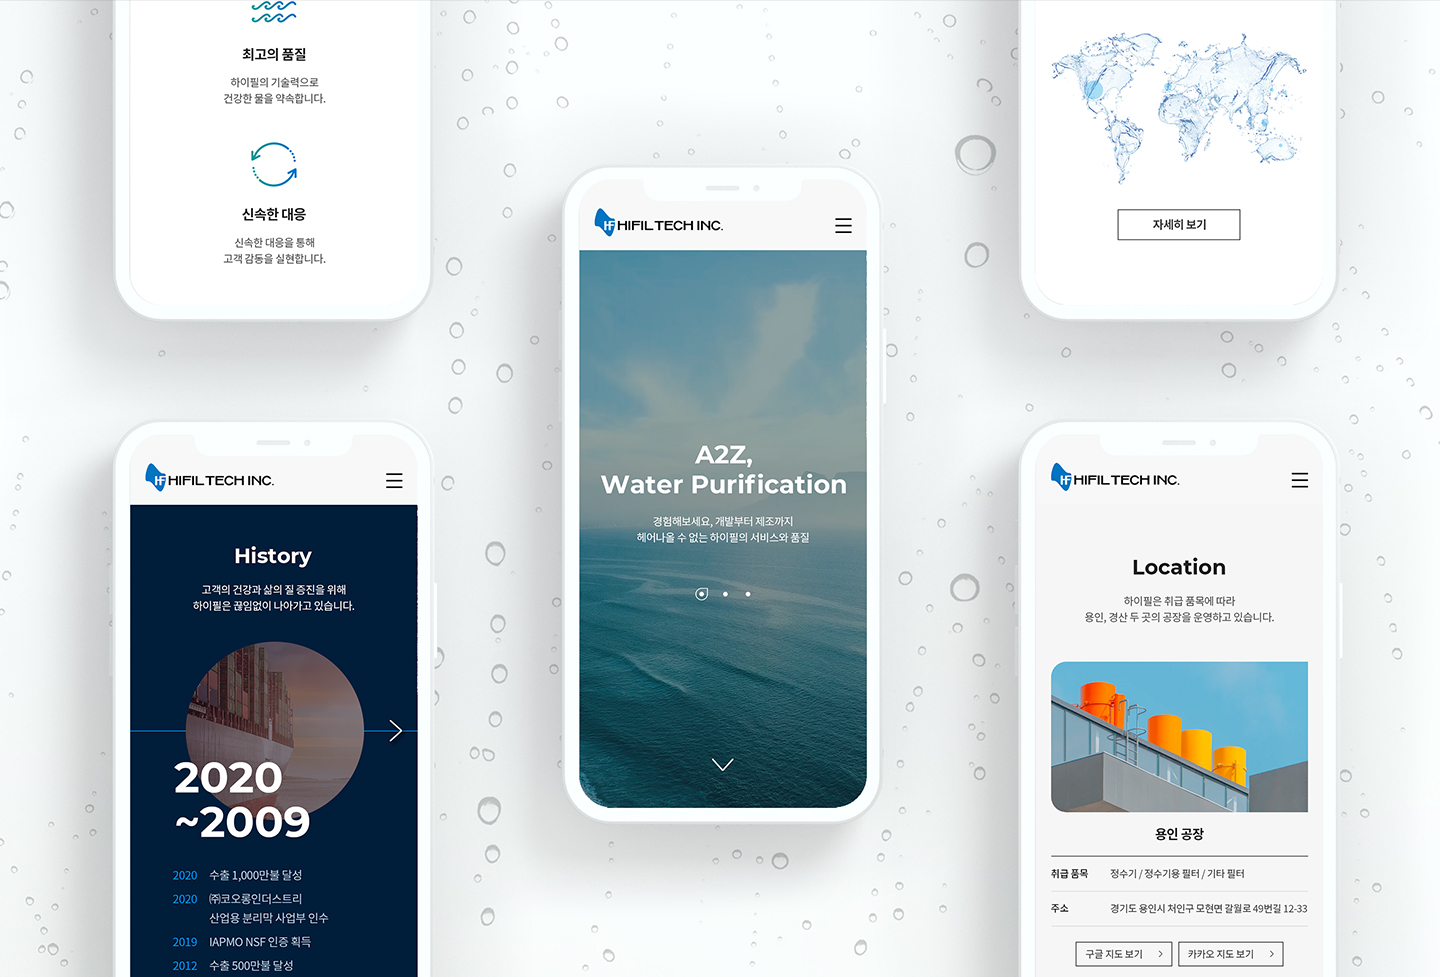 최고의 품질
하이필의 기술력으로
건강한 물을 약속합니다.
신속한 대응
신속한 대응을 통해
고객 감동을 실현합니다.
HF HIFIL TECH INC.
History
고객의 건강과 삶의 질 증진을 위해
하이필은 끊임없이 나아가고 있습니다.
2020
~2009
2020 수출 1,000만불 달성
2020 ㈜코오롱인더스트리
산업용 분리막 사업부 인수
2019 IAPMO NSF 인증 획득
2012 수출 500만불 달성
HF HIFIL TECH INC.
A2Z,
Water Purification
경험해보세요, 개발부터 제조까지
헤어나올 수 없는 하이필의 서비스와 품질
자세히 보기
HF HIFIL TECH INC.
Location
하이필은 취급 품목에 따라
용인, 경산 두 곳의 공장을 운영하고 있습니다.
용인 공장
취급 품목 정수기 / 정수기용 필터 / 기타 필터
주소 경기도 용인시 처인구 모현면 갈월로 49번길 12-33
구글 지도 보기 카카오 지도 보기